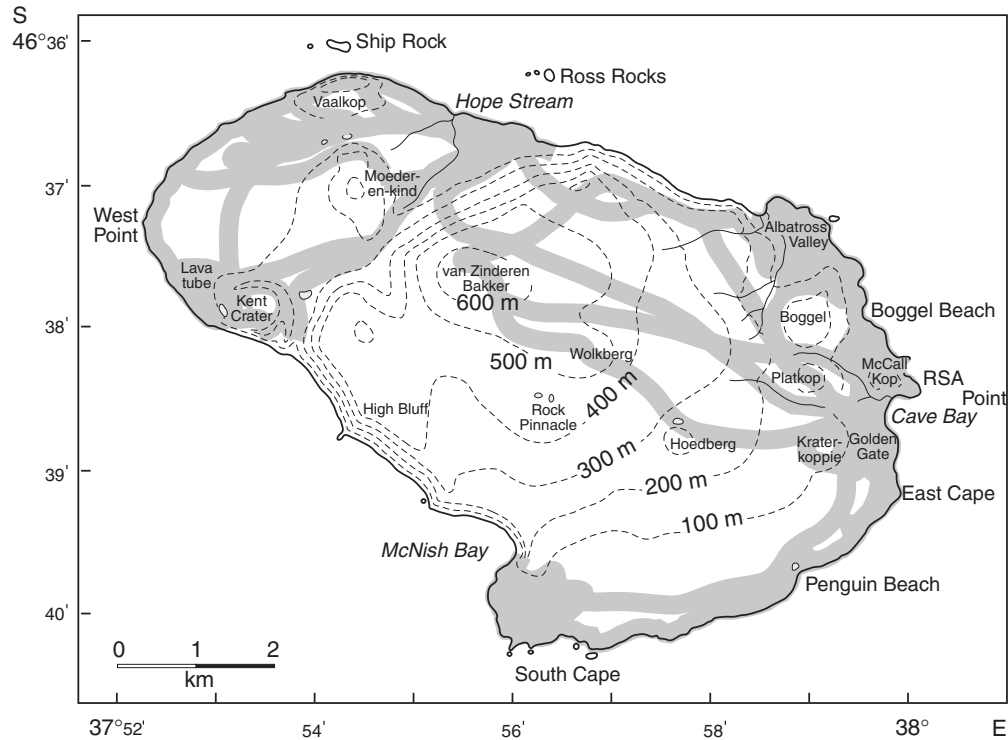 S
46°36'
Ship Rock
Ross Rocks
Hope Stream
Vaalkop
37'
Moeder-
en-kind
West
Point
Albatross
Valley
Lava
tube
van Zinderen
Bakker
600 m
Kent
Crater
Boggel
Boggel Beach
38'
Wolkberg
500 m
McCall
Kop
RSA
Point
Platkop
400 m
High Bluff
Rock
Pinnacle
Cave Bay
Hoedberg
Krater-
koppie
Golden
Gate
300 m
39'
200 m
East Cape
100 m
McNish Bay
Penguin Beach
40'
0 1 2
km
South Cape
37°52' 54' 56' 58' 38° E